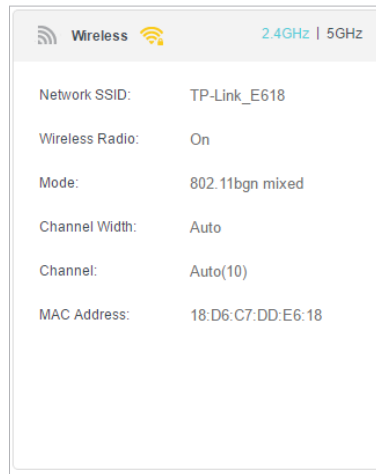 Wireless 2.4GHz | 5GHz
Network SSID: TP-Link_E618
Wireless Radio: On
Mode: 802.11bgn mixed
Channel Width: Auto
Channel: Auto(10)
MAC Address: 18:D6:C7:DD:E6:18